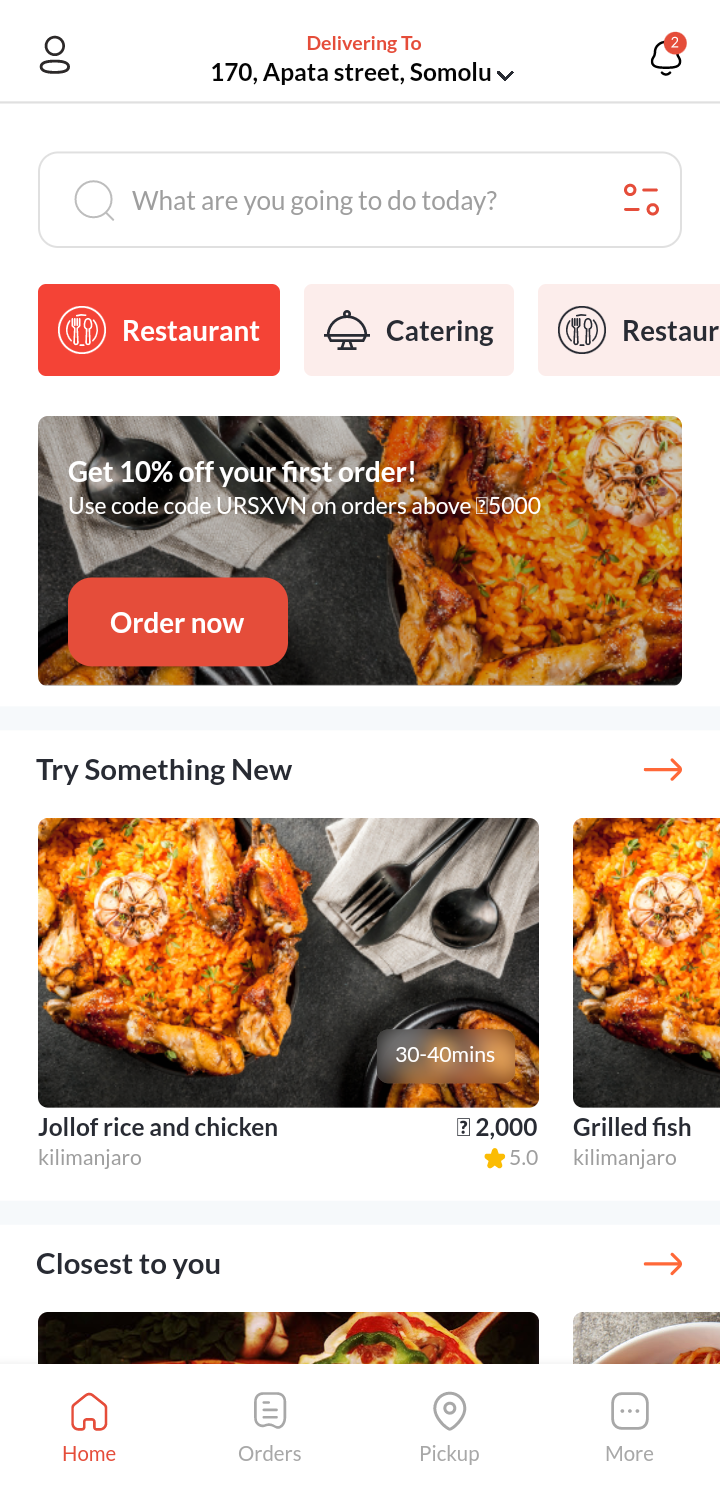 Delivering To
2
170, Apata street, Somolu
What are you going to do today?
Restaurant
Catering
Restaur
Get 10% off your first order!
Use code code URSXVN on orders above 5000
Order now
Try Something New
30-40mins
Jollof rice and chicken
2,000
Grilled fish
kilimanjaro
5.0
kilimanjaro
Closest to you
Home
Orders
Pickup
More